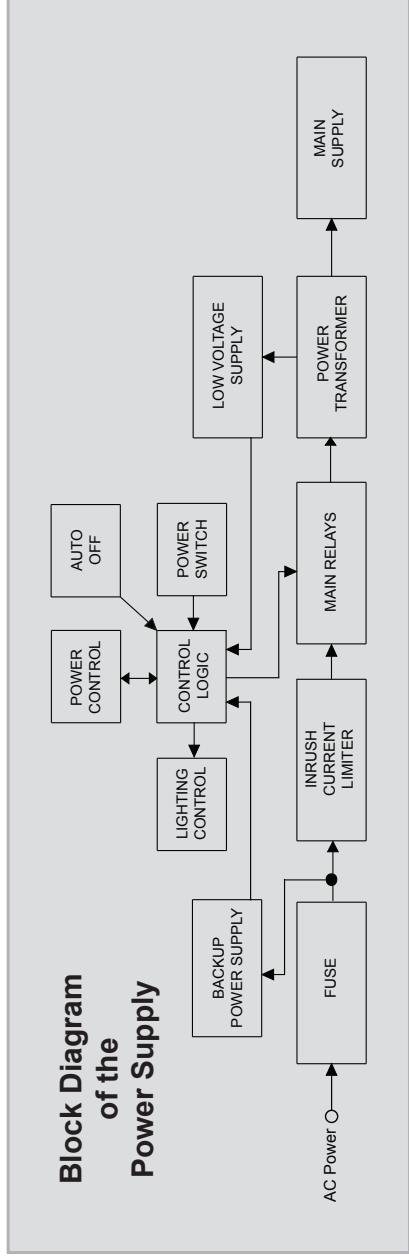 Block Diagram
of the
Power Supply
POWER
CONTROL
AUTO
OFF
LIGHTING
CONTROL
CONTROL
LOGIC
POWER
SWITCH
BACKUP
POWER SUPPLY
LOW VOLTAGE
SUPPLY
AC Power
FUSE
INRUSH
CURRENT
LIMITER
MAIN RELAYS
POWER
TRANSFORMER
MAIN
SUPPLY